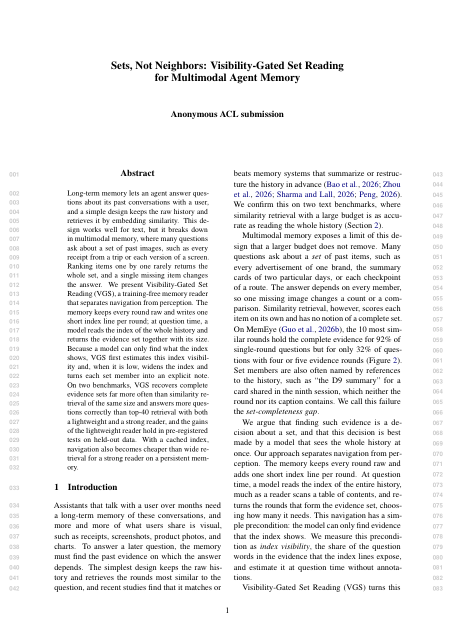 Sets, Not Neighbors: Visibility-Gated Set Reading
for Multimodal Agent Memory
Anonymous ACL submission
Abstract
001
002 Long-term memory lets an agent answer ques-
003 tions about its past conversations with a user,
004 and a simple design keeps the raw history and
005 retrieves it by embedding similarity. This de-
006 sign works well for text, but it breaks down
007 in multimodal memory, where many questions
008 ask about a set of past images, such as every
009 receipt from a trip or each version of a screen.
010 Ranking items one by one rarely returns the
011 whole set, and a single missing item changes
012 the answer. We present Visibility-Gated Set
013 Reading (VGS), a training-free memory reader
014 that separates navigation from perception. The
015 memory keeps every round raw and writes one
016 short index line per round; at question time, a
017 model reads the index of the whole history and
018 returns the evidence set together with its size.
019 Because a model can only find what the index
020 shows, VGS first estimates this index visibil-
021 ity and, when it is low, widens the index and
022 turns each set member into an explicit note.
023 On two benchmarks, VGS recovers complete
024 evidence sets far more often than similarity re-
025 trieval of the same size and answers more ques-
026 tions correctly than top-40 retrieval with both
027 a lightweight and a strong reader, and the gains
028 of the lightweight reader hold in pre-registered
029 tests on held-out data. With a cached index,
030 navigation also becomes cheaper than wide re-
031 trieval for a strong reader on a persistent mem-
032 ory.
033 1 Introduction
034 Assistants that talk with a user over months need
035 a long-term memory of these conversations, and
036 more and more of what users share is visual,
037 such as receipts, screenshots, product photos, and
038 charts. To answer a later question, the memory
039 must find the past evidence on which the answer
040 depends. The simplest design keeps the raw his-
041 tory and retrieves the rounds most similar to the
042 question, and recent studies find that it matches or
043 beats memory systems that summarize or restruc-
044 ture the history in advance (Bao et al., 2026; Zhou
045 et al., 2026; Sharma and Lall, 2026; Peng, 2026).
046 We confirm this on two text benchmarks, where
047 similarity retrieval with a large budget is as accu-
048 rate as reading the whole history (Section 2).
049 Multimodal memory exposes a limit of this de-
050 sign that a larger budget does not remove. Many
051 questions ask about a set of past items, such as
052 every advertisement of one brand, the summary
053 cards of two particular days, or each checkpoint
054 of a route. The answer depends on every member,
055 so one missing image changes a count or a com-
056 parison. Similarity retrieval, however, scores each
057 item on its own and has no notion of a complete set.
058 On MemEye (Guo et al., 2026b), the 10 most sim-
059 ilar rounds hold the complete evidence for 92% of
060 single-round questions but for only 32% of ques-
061 tions with four or five evidence rounds (Figure 2).
062 Set members are also often named by references
063 to the history, such as “the D9 summary” for a
064 card shared in the ninth session, which neither the
065 round nor its caption contains. We call this failure
066 the set-completeness gap.
067 We argue that finding such evidence is a de-
068 cision about a set, and that this decision is best
069 made by a model that sees the whole history at
070 once. Our approach separates navigation from per-
071 ception. The memory keeps every round raw and
072 adds one short index line per round. At question
073 time, a model reads the index of the entire history,
074 much as a reader scans a table of contents, and re-
075 turns the rounds that form the evidence set, choos-
076 ing how many it needs. This navigation has a sim-
077 ple precondition: the model can only find evidence
078 that the index shows. We measure this precondi-
079 tion as index visibility, the share of the question
080 words in the evidence that the index lines expose,
081 and estimate it at question time without annota-
082 tions.
083 Visibility-Gated Set Reading (VGS) turns this
1